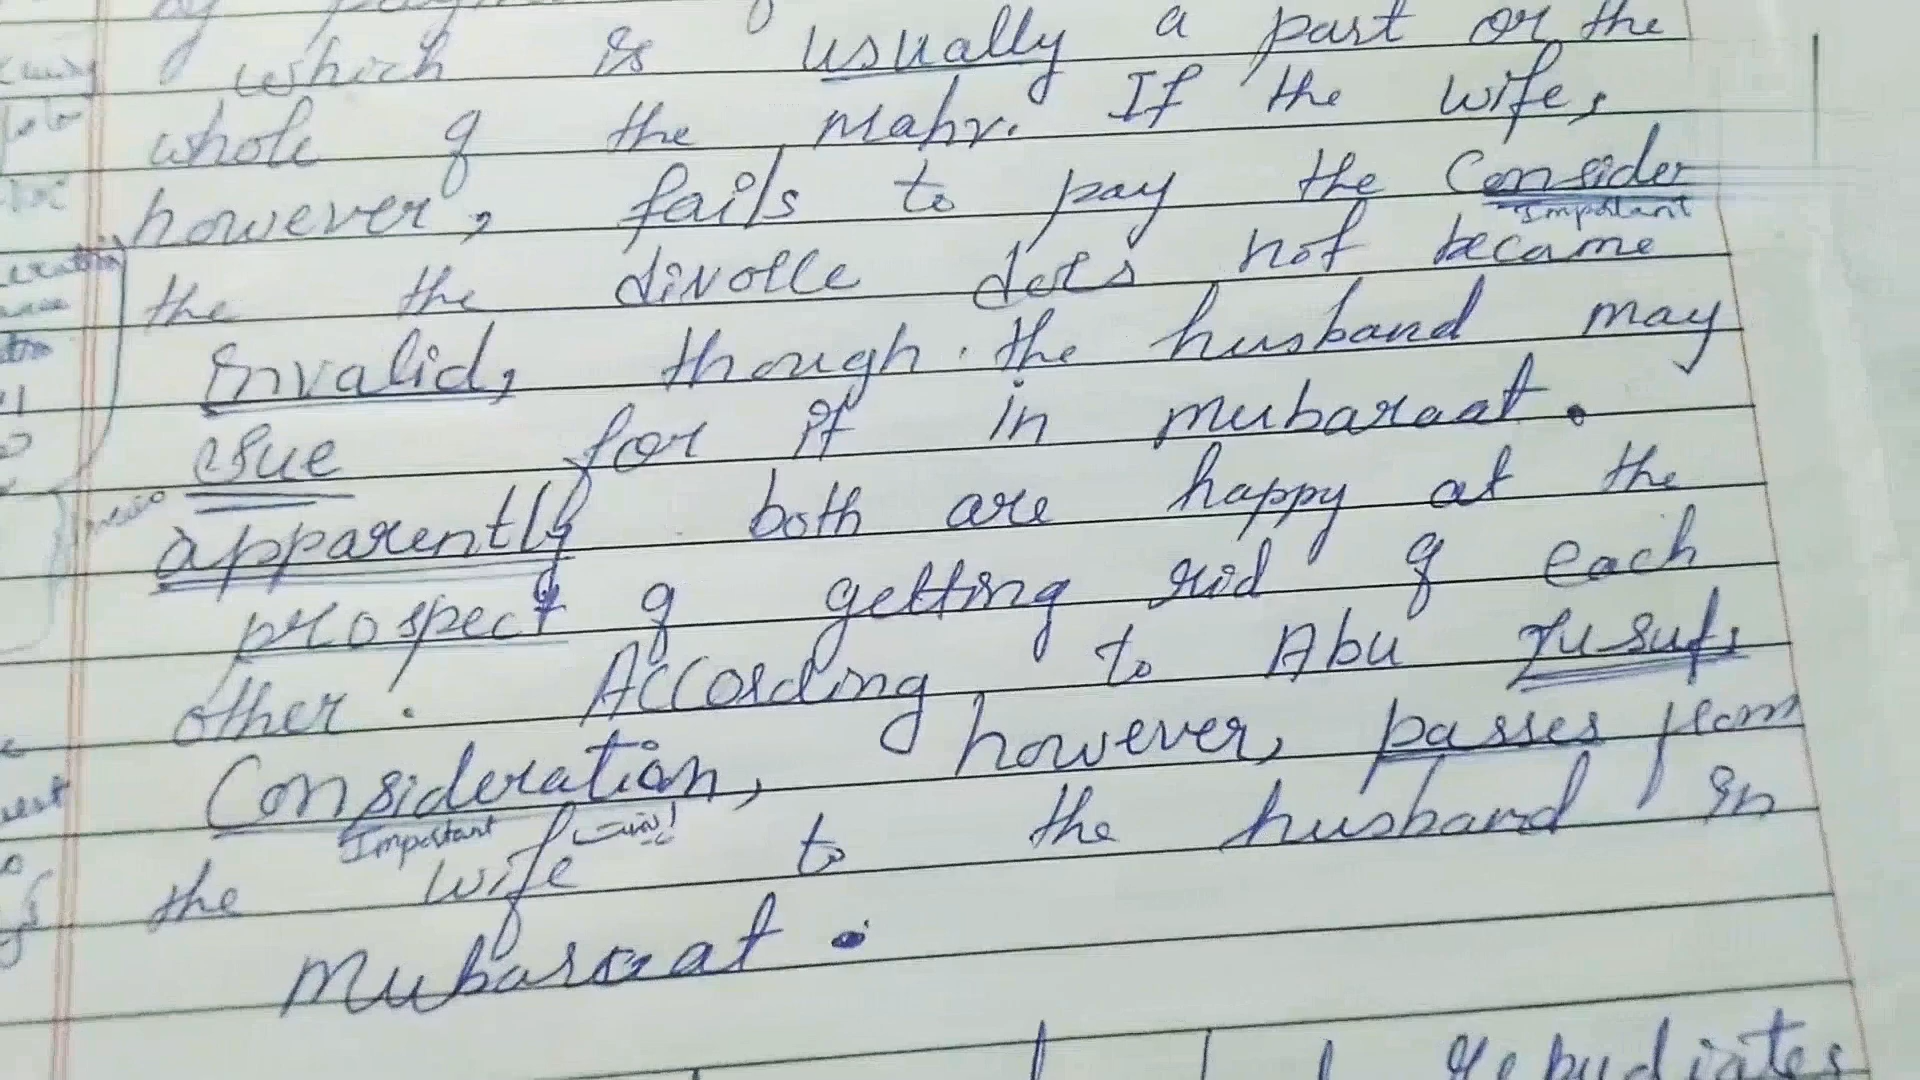 which is usually a part or the
whole of the mahr. If the wife,
however, fails to pay the Consider
Important
the the divorce does not became
Invalid, though the husband may
sue for it in mubaraat.
apparently both are happy at the
prospect of getting rid of each
other. According to Abu Yusufs
Consideration, however, passes from
Important
the wife to the husband in
Mubaraat.
repudiates